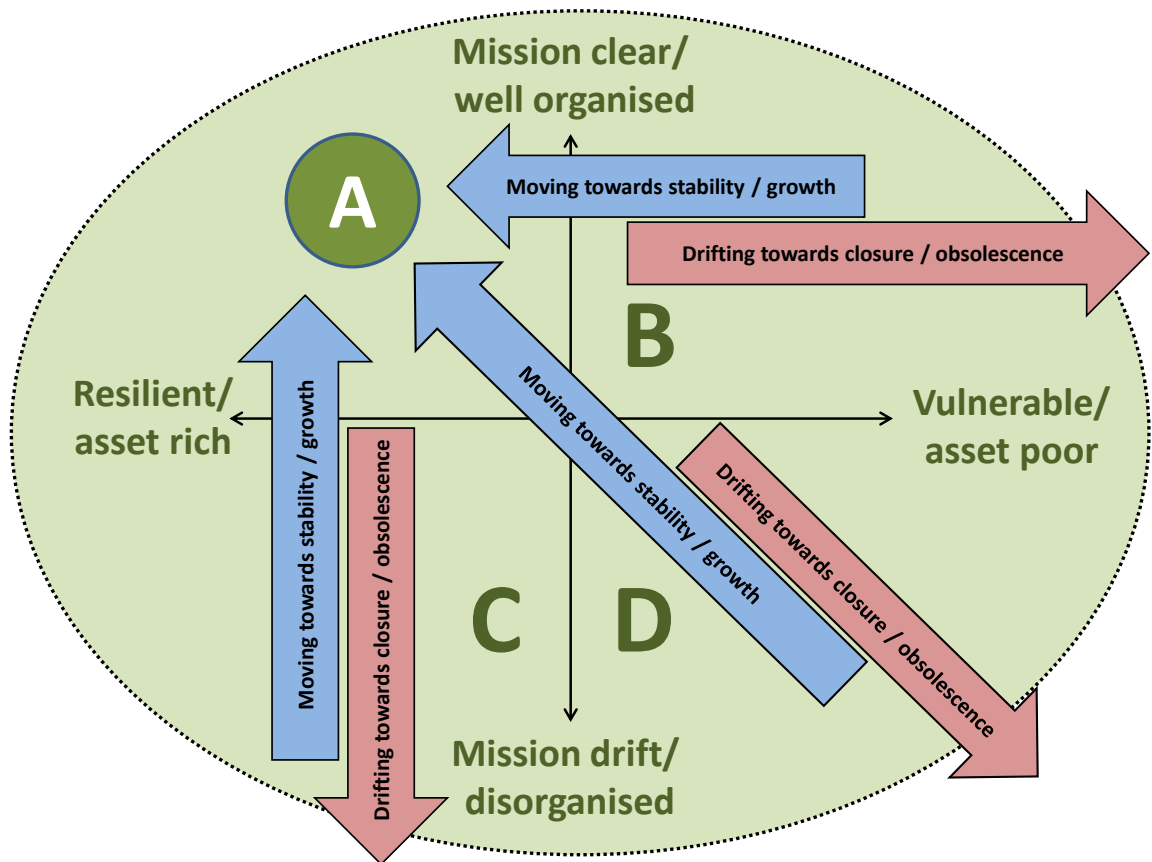 Mission clear/
well organised
A
Moving towards stability / growth
Drifting towards closure / obsolescence
B
Resilient/
asset rich
Vulnerable/
asset poor
Moving towards stability / growth
Drifting towards closure / obsolescence
Moving towards stability / growth
Drifting towards closure / obsolescence
C
D
Mission drift/
disorganised